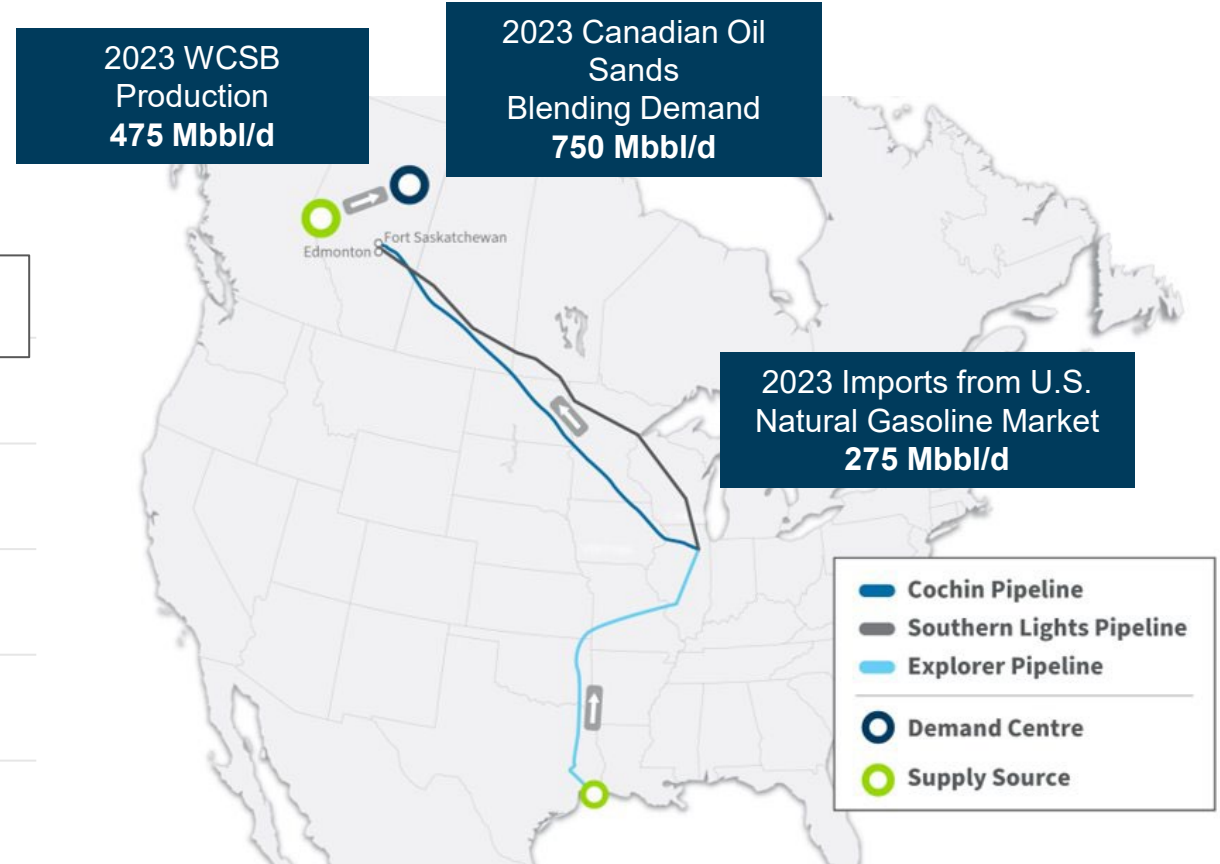 2023 WCSB
Production
475 Mbbl/d
2023 Canadian Oil
Sands
Blending Demand
750 Mbbl/d
Fort Saskatchewan
Edmonton
2023 Imports from U.S.
Natural Gasoline Market
275 Mbbl/d
Cochin Pipeline
Southern Lights Pipeline
Explorer Pipeline
Demand Centre
Supply Source